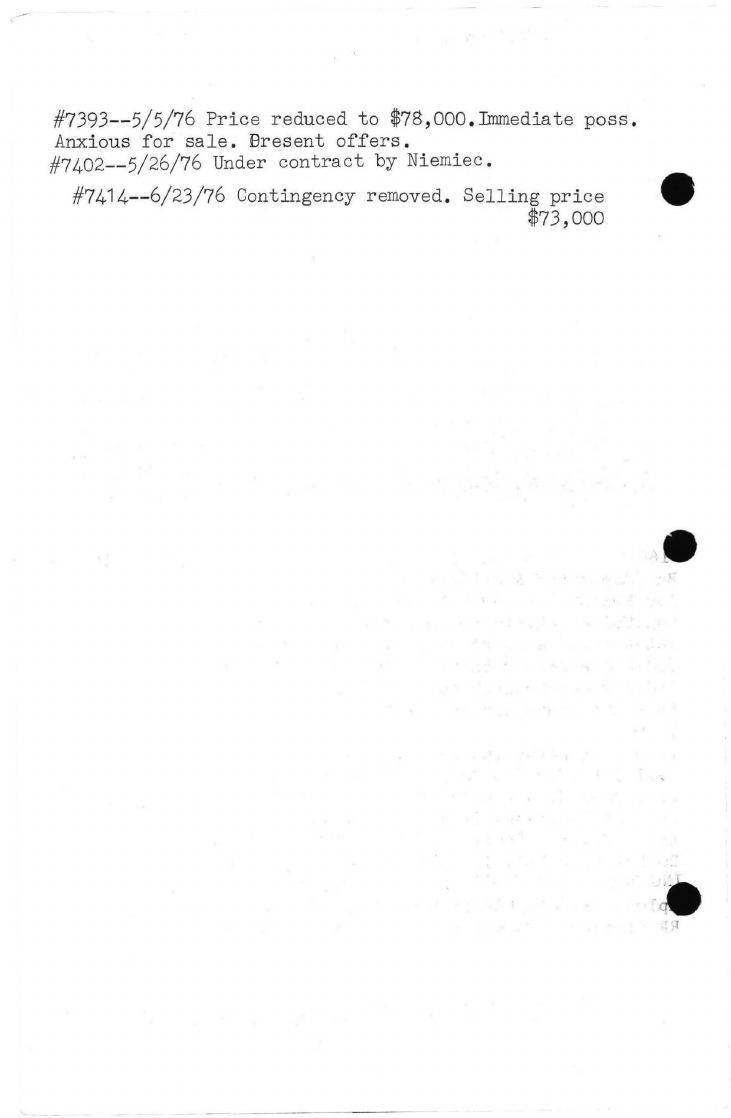 #7393--5/5/76 Price reduced to $78,000.Immediate poss.
Anxious for sale. Present offers.
#7402--5/26/76 Under contract by Niemiec.
#7414--6/23/76 Contingency removed. Selling price
$73,000